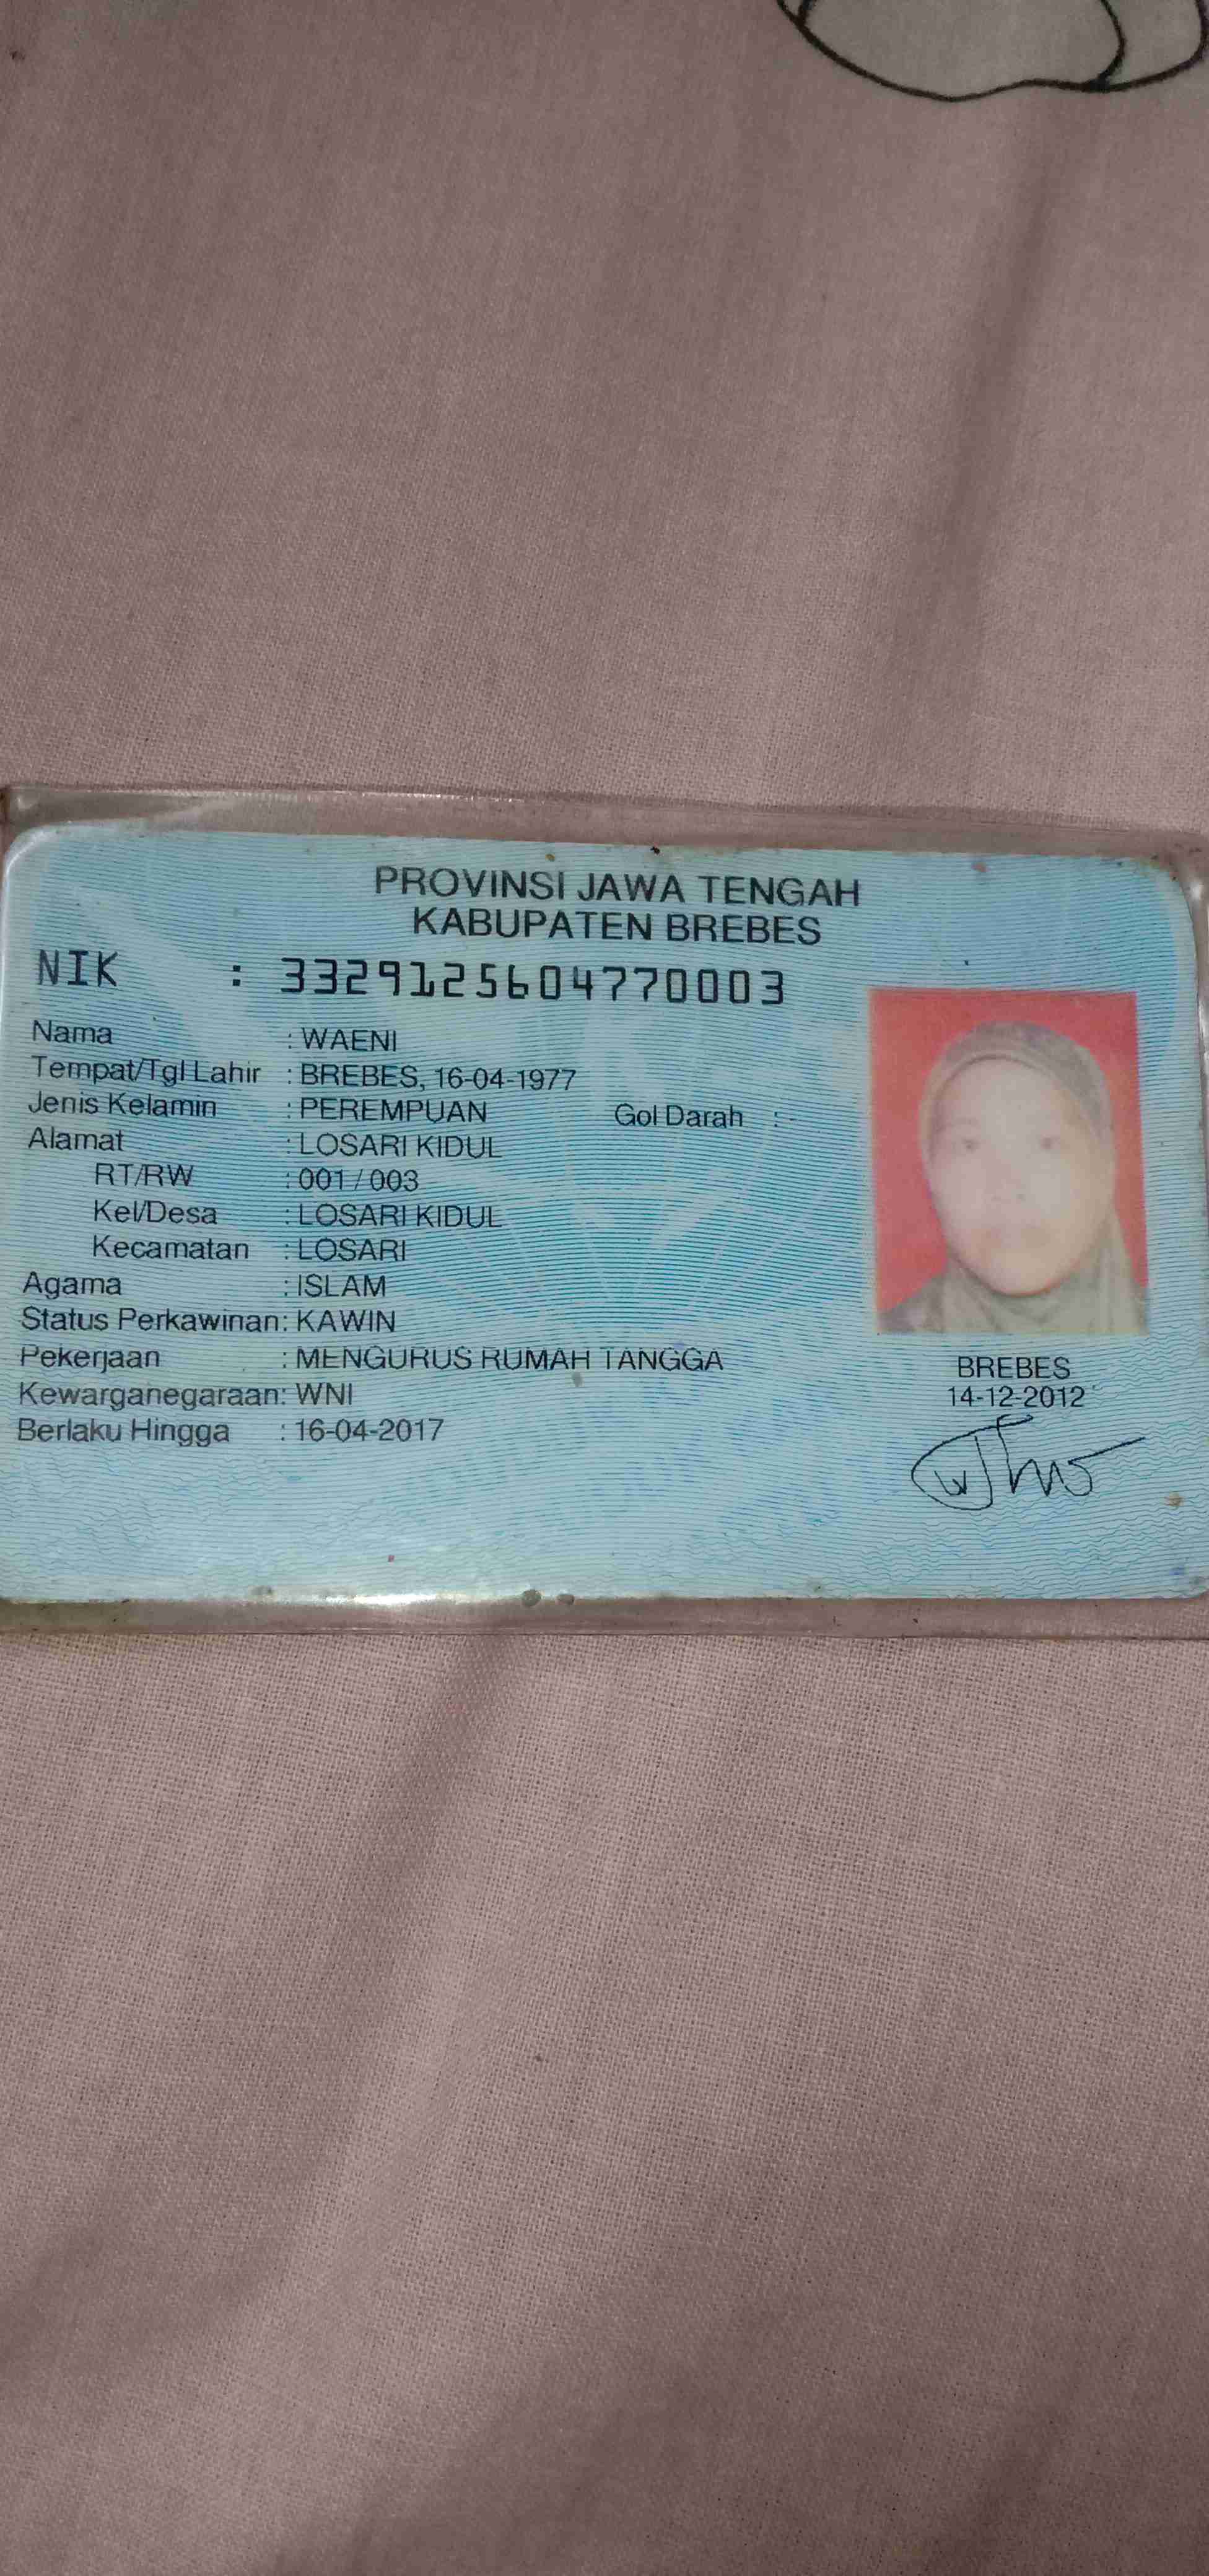 PROVINSI JAWA TENGAH
KABUPATEN BREBES
NIK : 3329125604770003
Nama : WAENI
Tempat/Tgl Lahir : BREBES, 16-04-1977
Jenis Kelamin : PEREMPUAN Gol Darah : -
Alamat : LOSARI KIDUL
RT/RW : 001 / 003
Kel/Desa : LOSARI KIDUL
Kecamatan : LOSARI
Agama : ISLAM
Status Perkawinan: KAWIN
Pekerjaan : MENGURUS RUMAH TANGGA
Kewarganegaraan: WNI
Berlaku Hingga : 16-04-2017
BREBES
14-12-2012